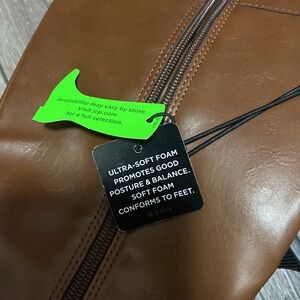 Availability may vary by store.
Visit jcp.com
for a full selection.
ULTRA-SOFT FOAM
PROMOTES GOOD
POSTURE & BALANCE.
SOFT FOAM
CONFORMS TO FEET.